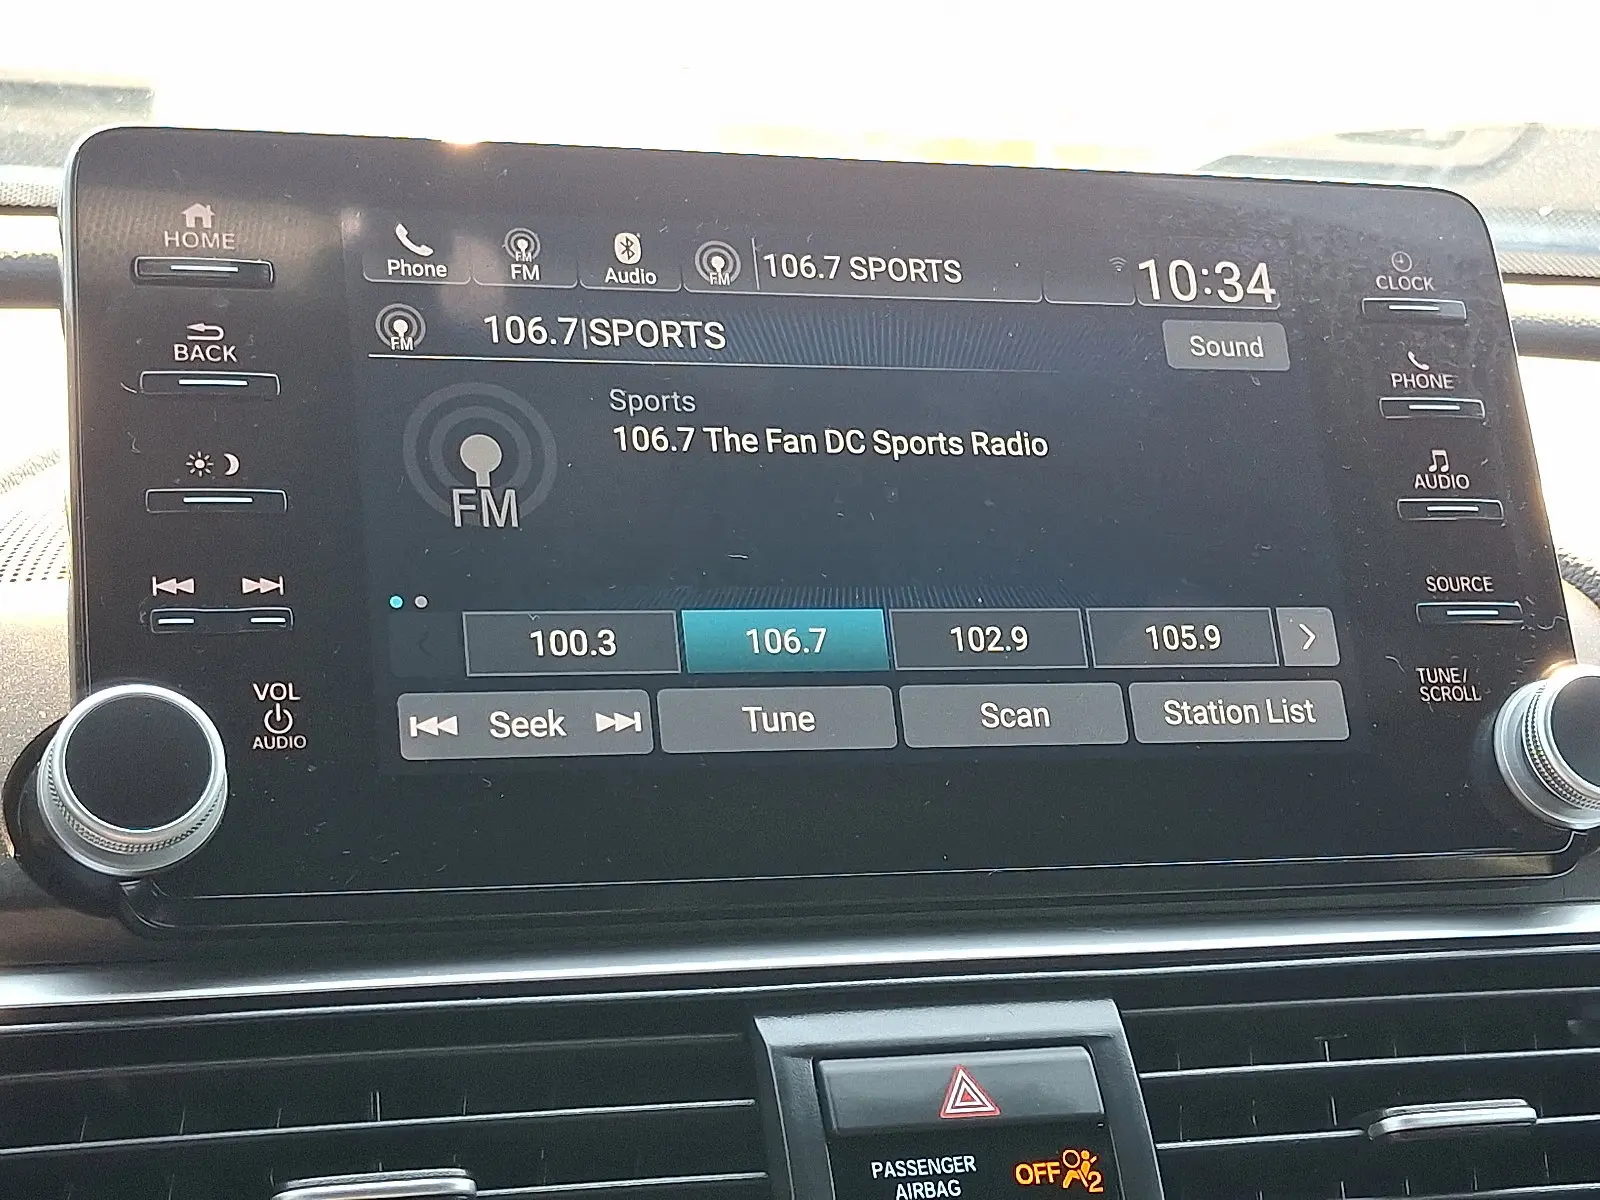 HOME
BACK
VOL
AUDIO
Phone
FM
FM
Audio
FM
106.7 SPORTS
10:34
FM
106.7|SPORTS
Sound
FM
Sports
106.7 The Fan DC Sports Radio
100.3
106.7
102.9
105.9
Seek
Tune
Scan
Station List
CLOCK
PHONE
AUDIO
SOURCE
TUNE/
SCROLL
PASSENGER
AIRBAG
OFF
2